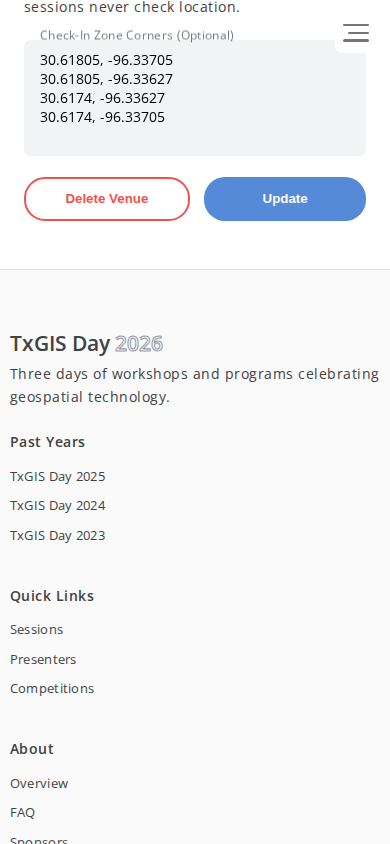 sessions never check location.
Check-In Zone Corners (Optional)
30.61805, -96.33705
30.61805, -96.33627
30.6174, -96.33627
30.6174, -96.33705
Delete Venue
Update
TxGIS Day 2026
Three days of workshops and programs celebrating
geospatial technology.
Past Years
TxGIS Day 2025
TxGIS Day 2024
TxGIS Day 2023
Quick Links
Sessions
Presenters
Competitions
About
Overview
FAQ
Sponsors